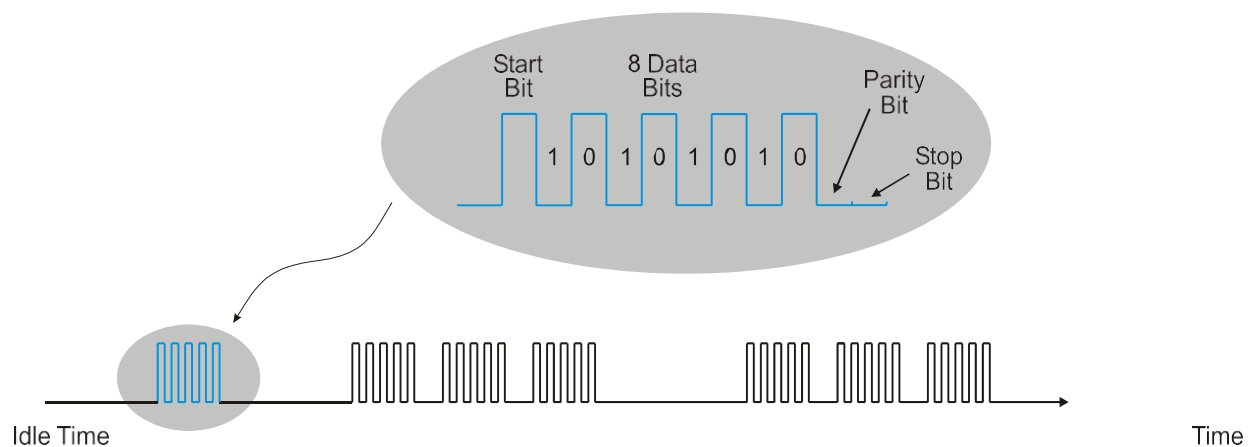 Start
Bit
8 Data
Bits
Parity
Bit
Stop
Bit
1 0 1 0 1 0 1 0
Idle Time
Time